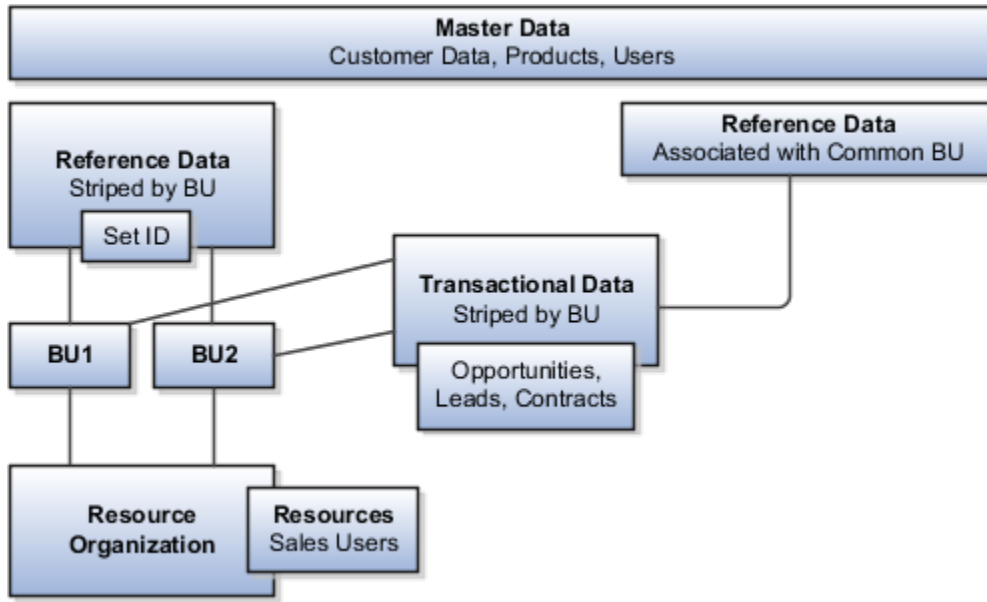 Master Data
Customer Data, Products, Users
Reference Data
Striped by BU
Set ID
Reference Data
Associated with Common BU
Transactional Data
Striped by BU
Opportunities,
Leads, Contracts
BU1
BU2
Resource
Organization
Resources
Sales Users